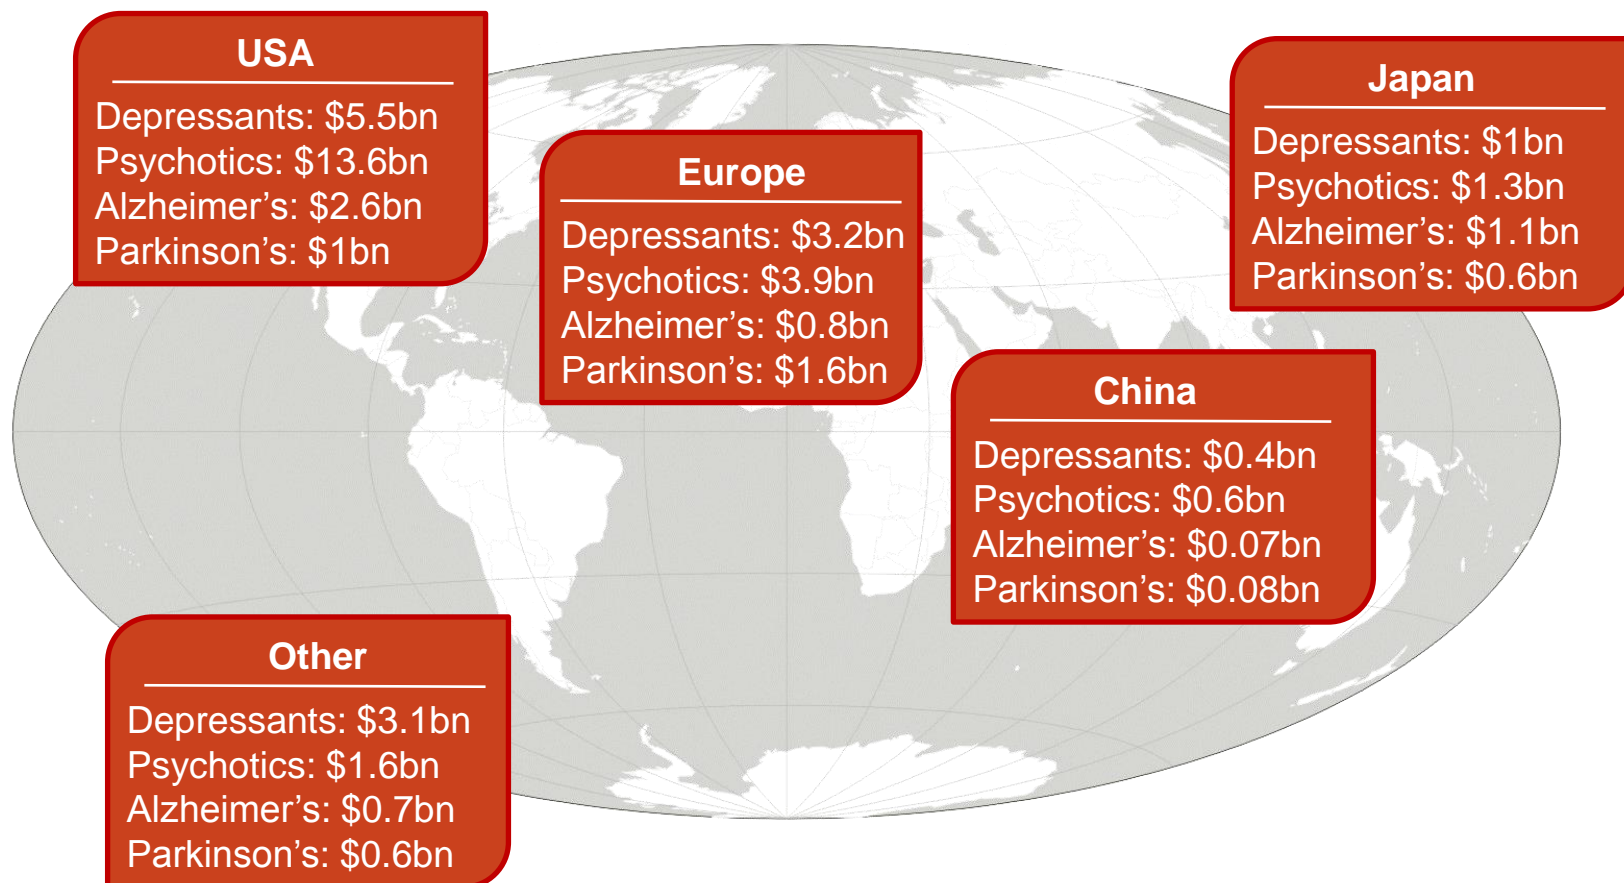 USA
Depressants: $5.5bn
Psychotics: $13.6bn
Alzheimer’s: $2.6bn
Parkinson’s: $1bn
Europe
Depressants: $3.2bn
Psychotics: $3.9bn
Alzheimer’s: $0.8bn
Parkinson’s: $1.6bn
Japan
Depressants: $1bn
Psychotics: $1.3bn
Alzheimer’s: $1.1bn
Parkinson’s: $0.6bn
China
Depressants: $0.4bn
Psychotics: $0.6bn
Alzheimer’s: $0.07bn
Parkinson’s: $0.08bn
Other
Depressants: $3.1bn
Psychotics: $1.6bn
Alzheimer’s: $0.7bn
Parkinson’s: $0.6bn